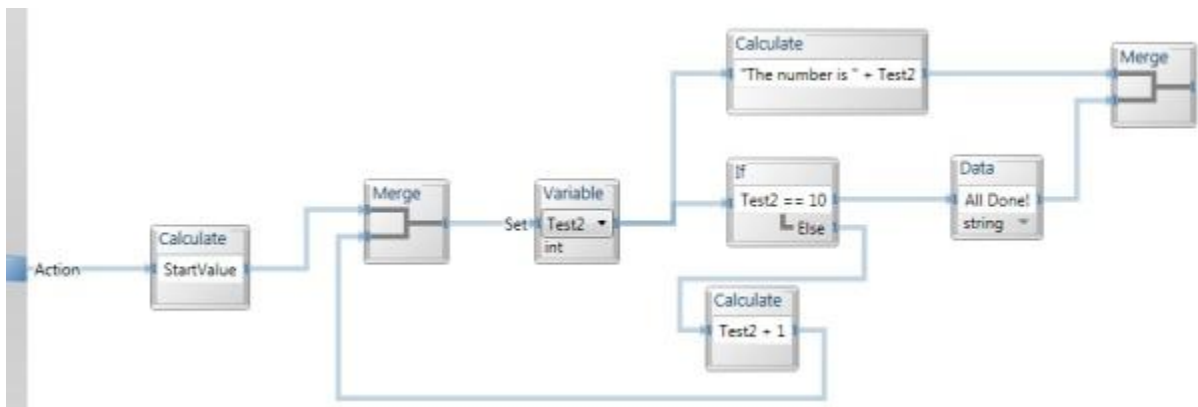 Action
Calculate
StartValue
Merge
Set
Variable
Test2
int
Calculate
"The number is " + Test2
If
Test2 == 10
Else
Calculate
Test2 + 1
Data
All Done!
string
Merge